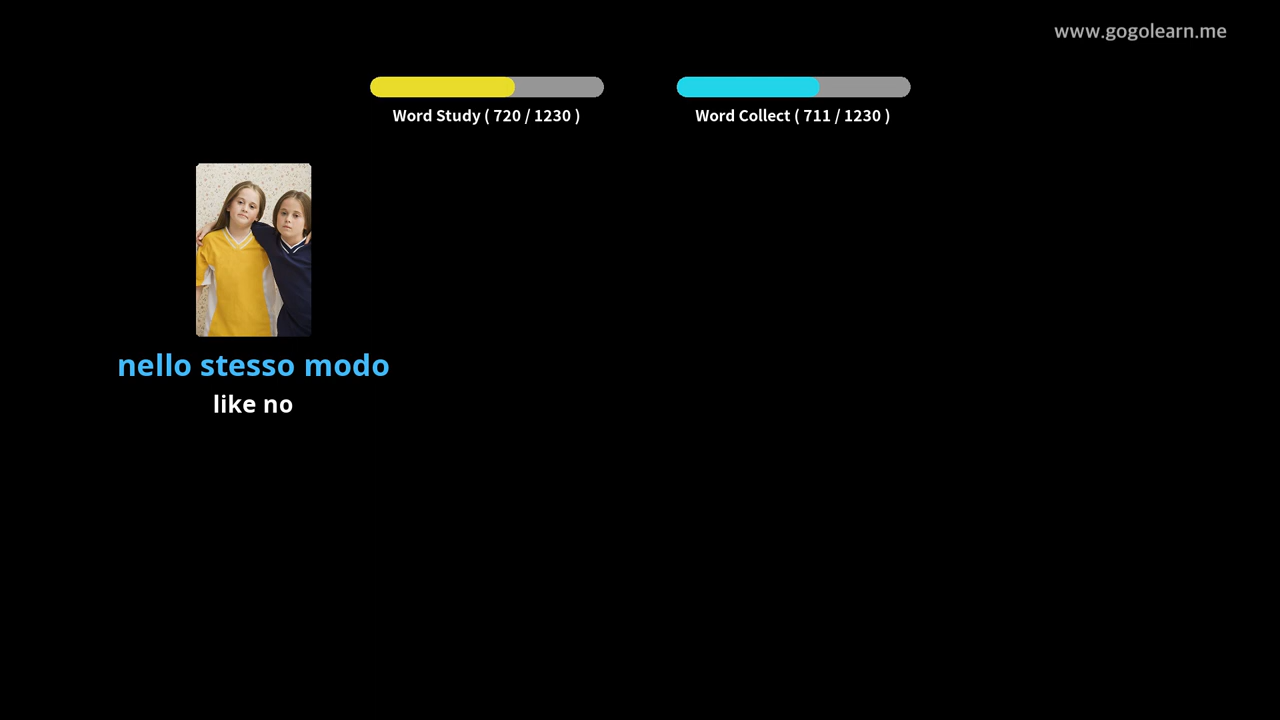 www.gogolearn.me
Word Study ( 720 / 1230 )
Word Collect ( 711 / 1230 )
nello stesso modo
like no